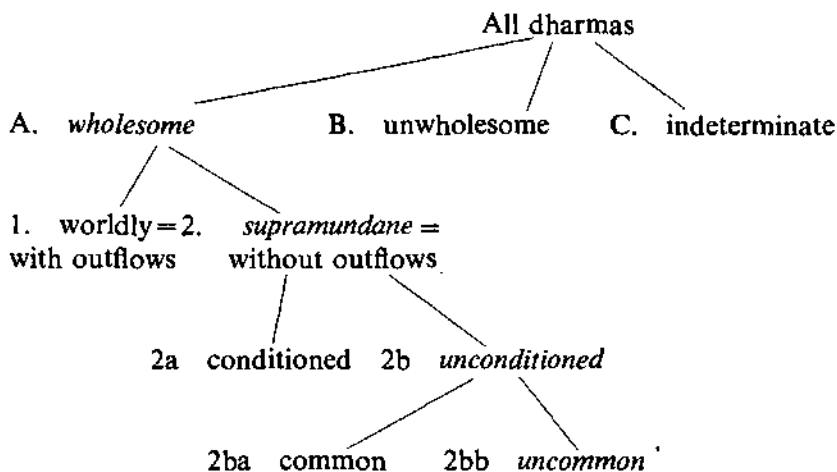 All dharmas
A. wholesome B. unwholesome C. indeterminate
1. worldly = 2. supramundane =
with outflows without outflows
2a conditioned 2b unconditioned
2ba common 2bb uncommon